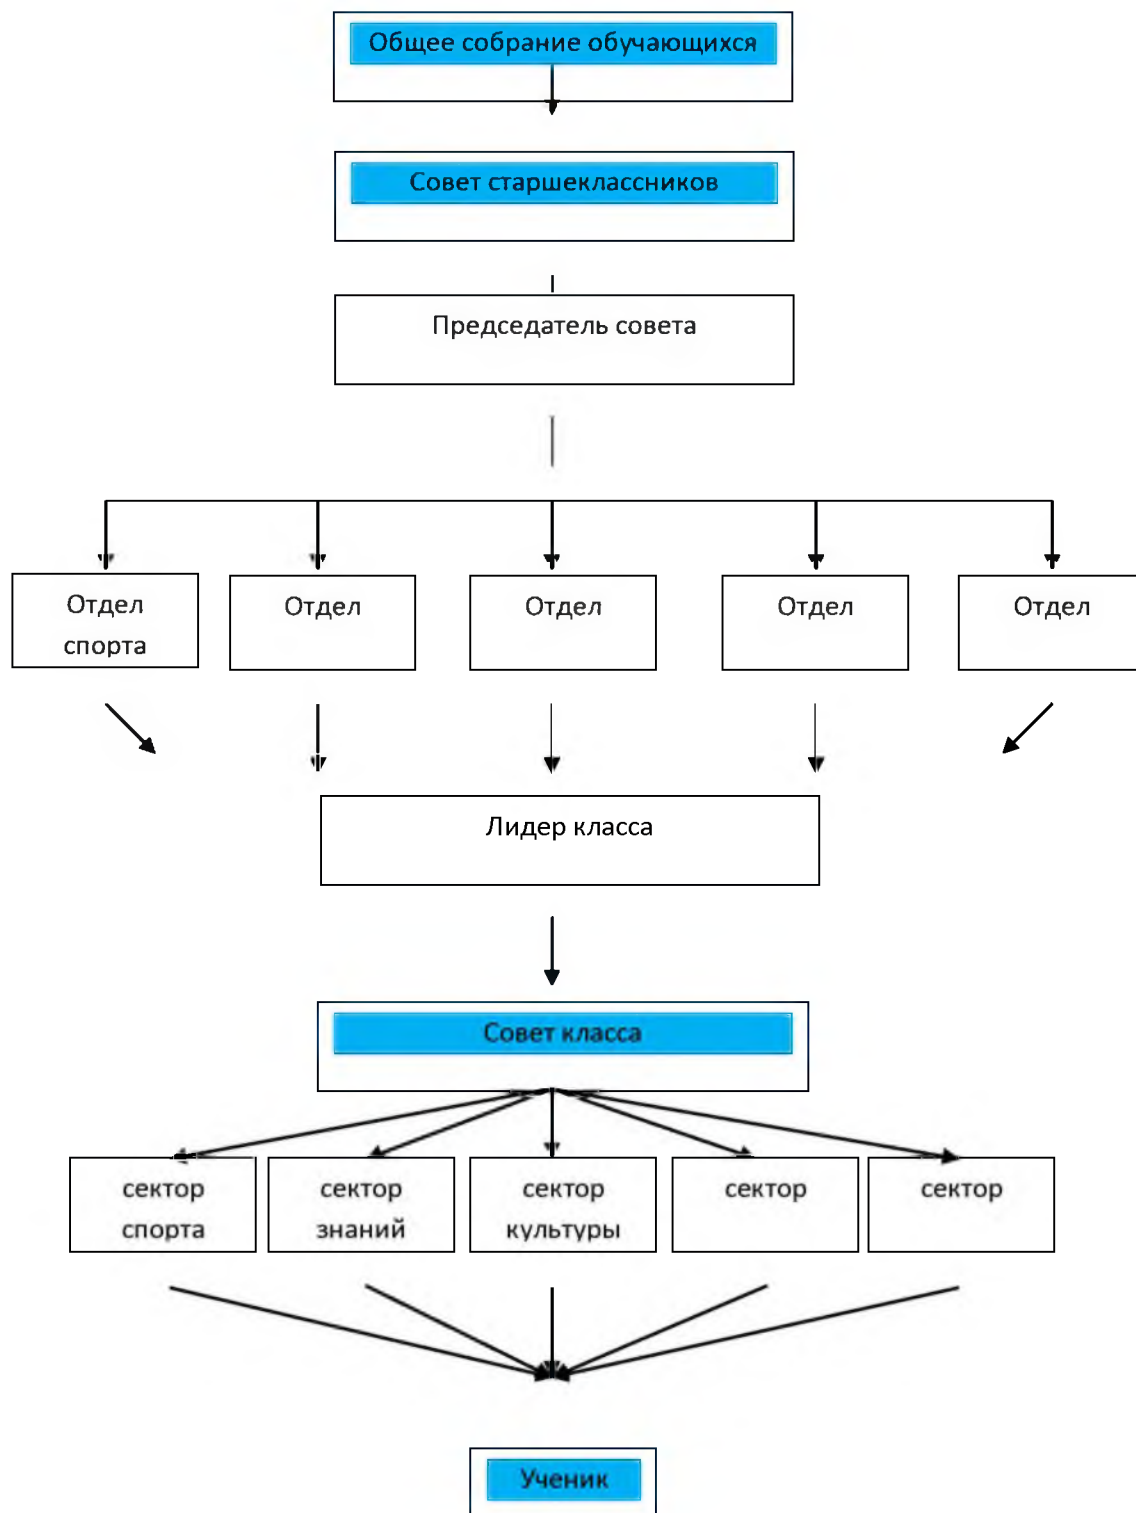 Общее собрание обучающихся
Совет старшеклассников
Председатель совета
Отдел
спорта
Отдел
Отдел
Отдел
Отдел
Лидер класса
Совет класса
сектор
спорта
сектор
знаний
сектор
культуры
сектор
сектор
Ученик